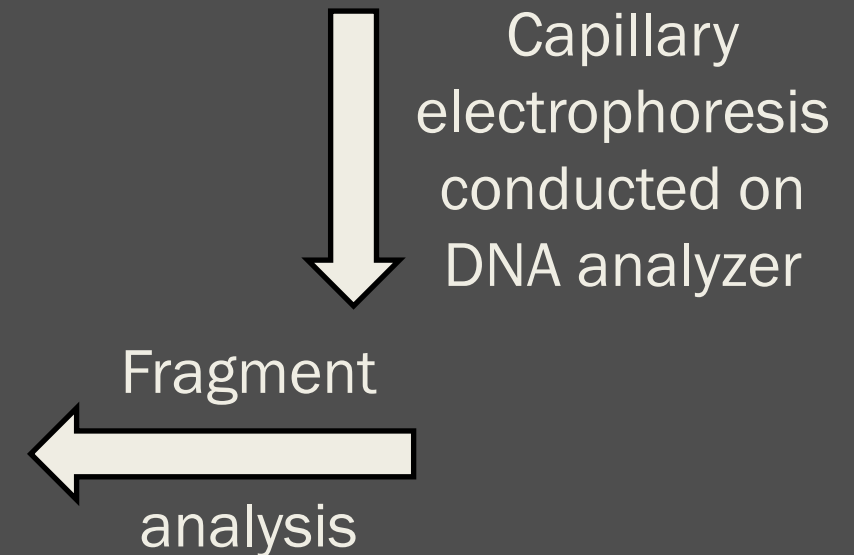 Capillary
electrophoresis
conducted on
DNA analyzer
Fragment
analysis